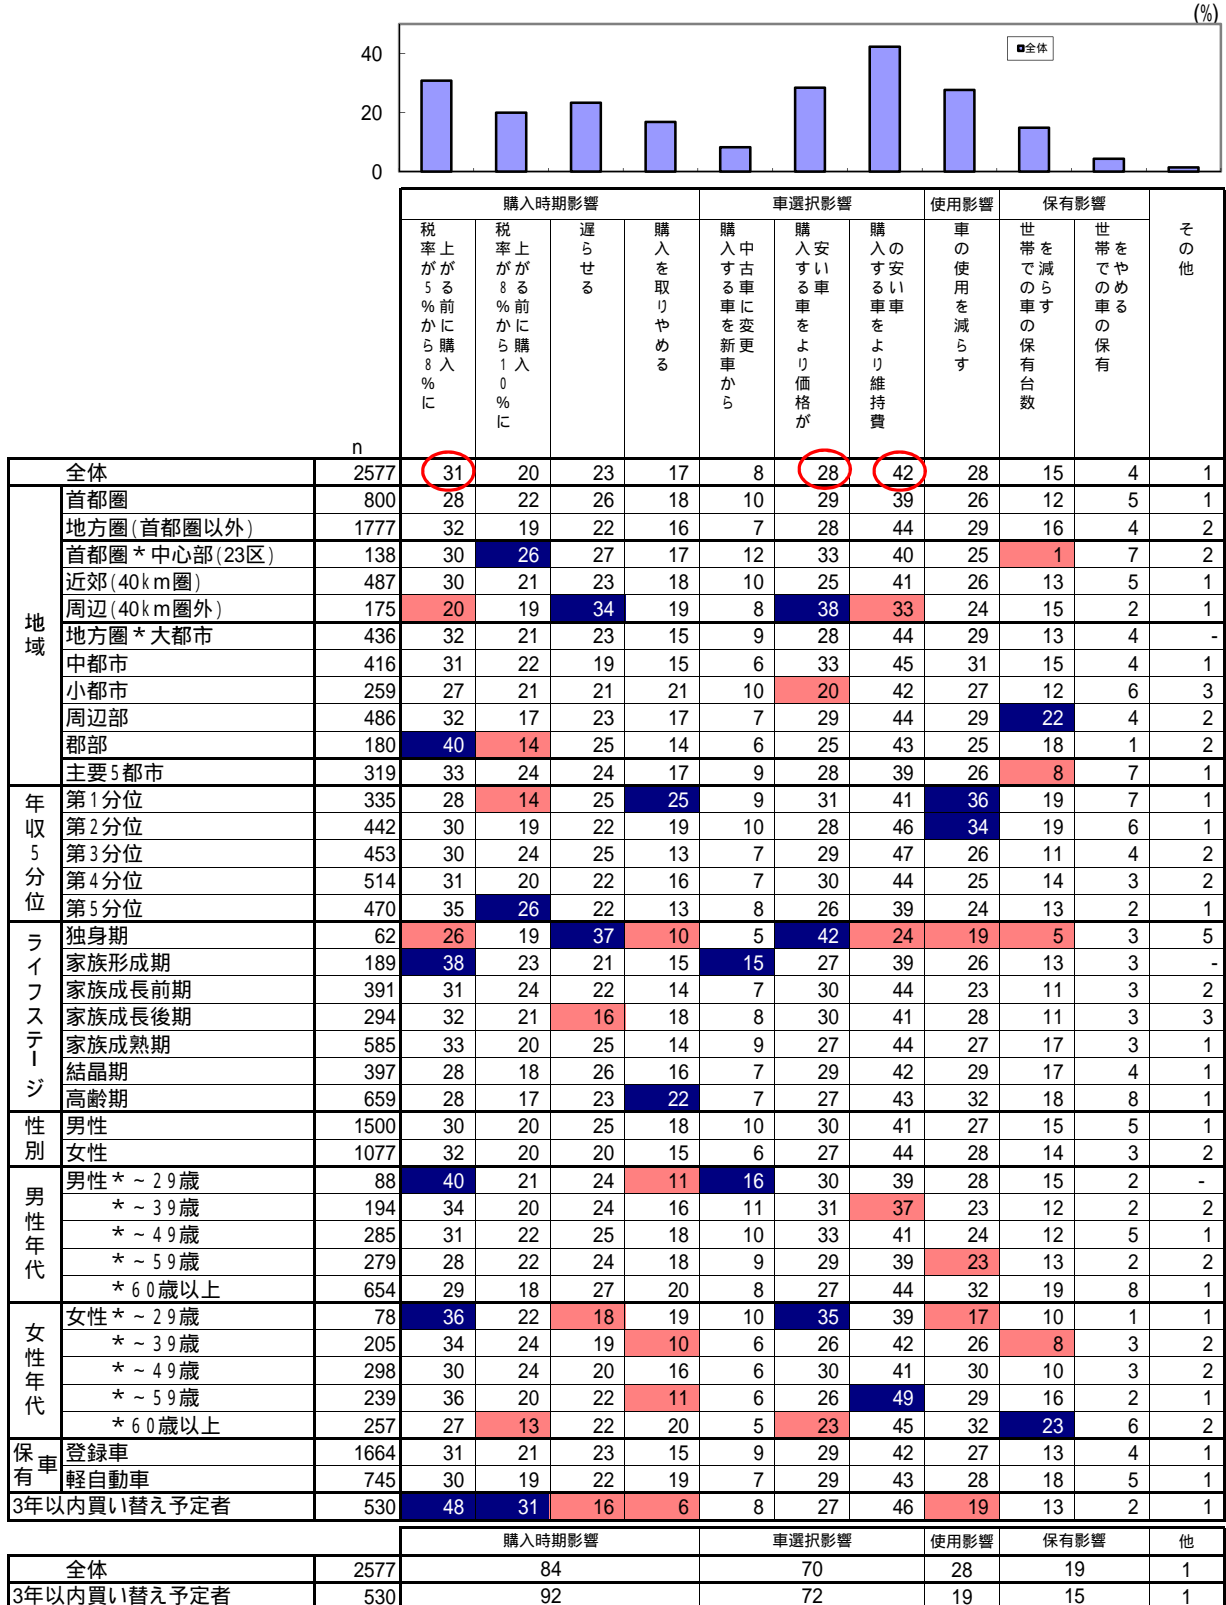 (%)
40
20
0
全体
購入時期影響 車選択影響 使用影響 保有影響 その他
税率が5%から8%に上がる前に購入
税率が8%から10%に上がる前に購入
遅らせる
購入を取りやめる
購入する車を新車から中古車に変更
購入する車をより価格が安い車
購入する車をより維持費の安い車
車の使用を減らす
世帯での車の保有台数を減らす
世帯での車の保有をやめる
n
全体 2577 31 20 23 17 8 28 42 28 15 4 1
地域
首都圏 800 28 22 26 18 10 29 39 26 12 5 1
地方圏(首都圏以外) 1777 32 19 22 16 7 28 44 29 16 4 2
首都圏*中心部(23区) 138 30 26 27 17 12 33 40 25 1 7 2
近郊(40km圏) 487 30 21 23 18 10 25 41 26 13 5 1
周辺(40km圏外) 175 20 19 34 19 8 38 33 24 15 2 1
地方圏*大都市 436 32 21 23 15 9 28 44 29 13 4 -
中都市 416 31 22 19 15 6 33 45 31 15 4 1
小都市 259 27 21 21 21 10 20 42 27 12 6 3
周辺部 486 32 17 23 17 7 29 44 29 22 4 2
郡部 180 40 14 25 14 6 25 43 25 18 1 2
主要5都市 319 33 24 24 17 9 28 39 26 8 7 1
年収5分位
第1分位 335 28 14 25 25 9 31 41 36 19 7 1
第2分位 442 30 19 22 19 10 28 46 34 19 6 1
第3分位 453 30 24 25 13 7 29 47 26 11 4 2
第4分位 514 31 20 22 16 7 30 44 25 14 3 2
第5分位 470 35 26 22 13 8 26 39 24 13 2 1
ライフステージ
独身期 62 26 19 37 10 5 42 24 19 5 3 5
家族形成期 189 38 23 21 15 15 27 39 26 13 3 -
家族成長前期 391 31 24 22 14 7 30 44 23 11 3 2
家族成長後期 294 32 21 16 18 8 30 41 28 11 3 3
家族成熟期 585 33 20 25 14 9 27 44 27 17 3 1
結晶期 397 28 18 26 16 7 29 42 29 17 4 1
高齢期 659 28 17 23 22 7 27 43 32 18 8 1
性別
男性 1500 30 20 25 18 10 30 41 27 15 5 1
女性 1077 32 20 20 15 6 27 44 28 14 3 2
男性年代
男性*~29歳 88 40 21 24 11 16 30 39 28 15 2 -
*~39歳 194 34 20 24 16 11 31 37 23 12 2 2
*~49歳 285 31 22 25 18 10 33 41 24 12 5 1
*~59歳 279 28 22 24 18 9 29 39 23 13 2 2
*60歳以上 654 29 18 27 20 8 27 44 32 19 8 1
女性年代
女性*~29歳 78 36 22 18 19 10 35 39 17 10 1 1
*~39歳 205 34 24 19 10 6 26 42 26 8 3 2
*~49歳 298 30 24 20 16 6 30 41 30 10 3 2
*~59歳 239 36 20 22 11 6 26 49 29 16 2 1
*60歳以上 257 27 13 22 20 5 23 45 32 23 6 2
保有車
登録車 1664 31 21 23 15 9 29 42 27 13 4 1
軽自動車 745 30 19 22 19 7 29 43 28 18 5 1
3年以内買い替え予定者 530 48 31 16 6 8 27 46 19 13 2 1
購入時期影響 車選択影響 使用影響 保有影響 他
全体 2577 84 70 28 19 1
3年以内買い替え予定者 530 92 72 19 15 1